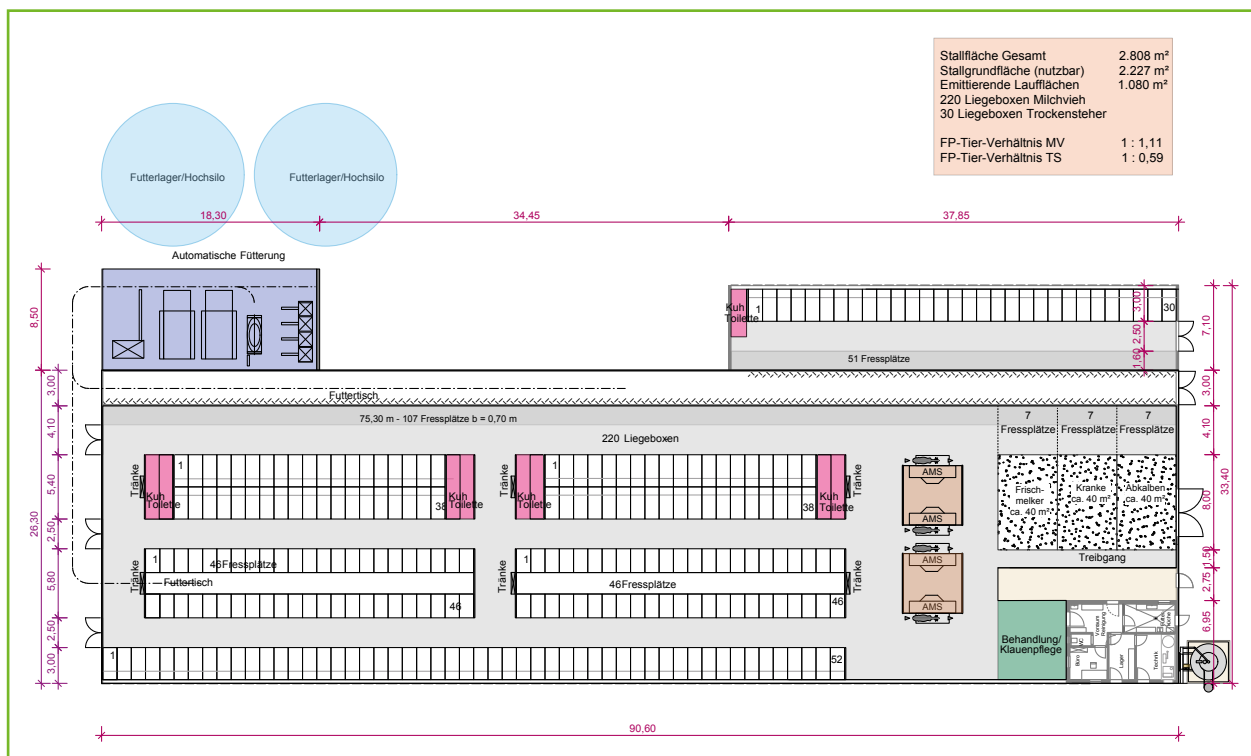 Stallfläche Gesamt 2.808 m²
Stallgrundfläche (nutzbar) 2.227 m²
Emittierende Laufflächen 1.080 m²
220 Liegeboxen Milchvieh
30 Liegeboxen Trockensteher
FP-Tier-Verhältnis MV 1 : 1,11
FP-Tier-Verhältnis TS 1 : 0,59
Futterlager/Hochsilo
Futterlager/Hochsilo
18,30
34,45
37,85
Automatische Fütterung
8,50
Kuh
Toilette
1
30
3,00
2,50
1,60
7,10
51 Fressplätze
3,00
Futtertisch
3,00
33,40
75,30 m - 107 Fressplätze b = 0,70 m
220 Liegeboxen
7
Fressplätze
7
Fressplätze
7
Fressplätze
4,10
4,10
26,30
5,40
Tränke
Kuh
Toilette
1
38
Kuh
Toilette
Tränke
Tränke
Kuh
Toilette
1
38
Kuh
Toilette
Tränke
AMS
AMS
Frisch-
melker
ca. 40 m²
Kranke
ca. 40 m²
Abkalben
ca. 40 m²
8,00
2,50
Treibgang
1,50
5,80
Tränke
1
46Fressplätze
Futtertisch
46
Tränke
1
46Fressplätze
46
Tränke
AMS
AMS
2,75
2,50
Behandlung/
Klauenpflege
Vorraum
Reinigung
WC
Büro
Lager
Technik
6,95
3,00
1
52
90,60